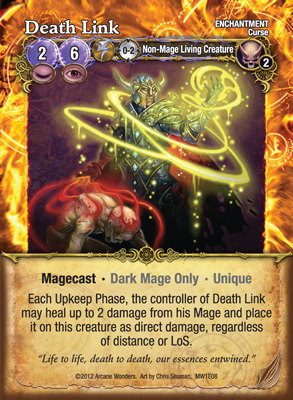 Death Link
ENCHANTMENT
Curse
2 6 0-2 Non-Mage Living Creature
2
Magecast • Dark Mage Only • Unique
Each Upkeep Phase, the controller of Death Link
may heal up to 2 damage from his Mage and place
it on this creature as direct damage, regardless
of distance or LoS.
“Life to life, death to death, our essences entwined.”
©2012 Arcane Wonders. Art by Chris Seaman. MW1E08